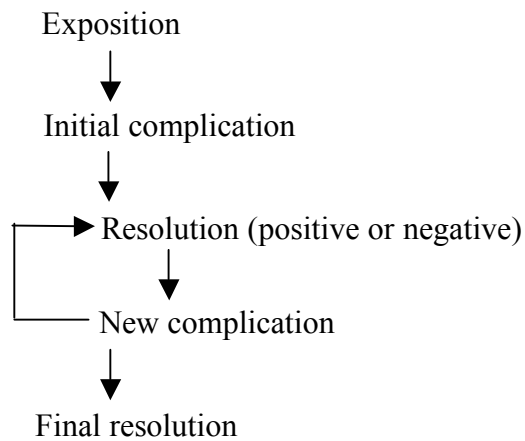 Exposition
Initial complication
Resolution (positive or negative)
New complication
Final resolution